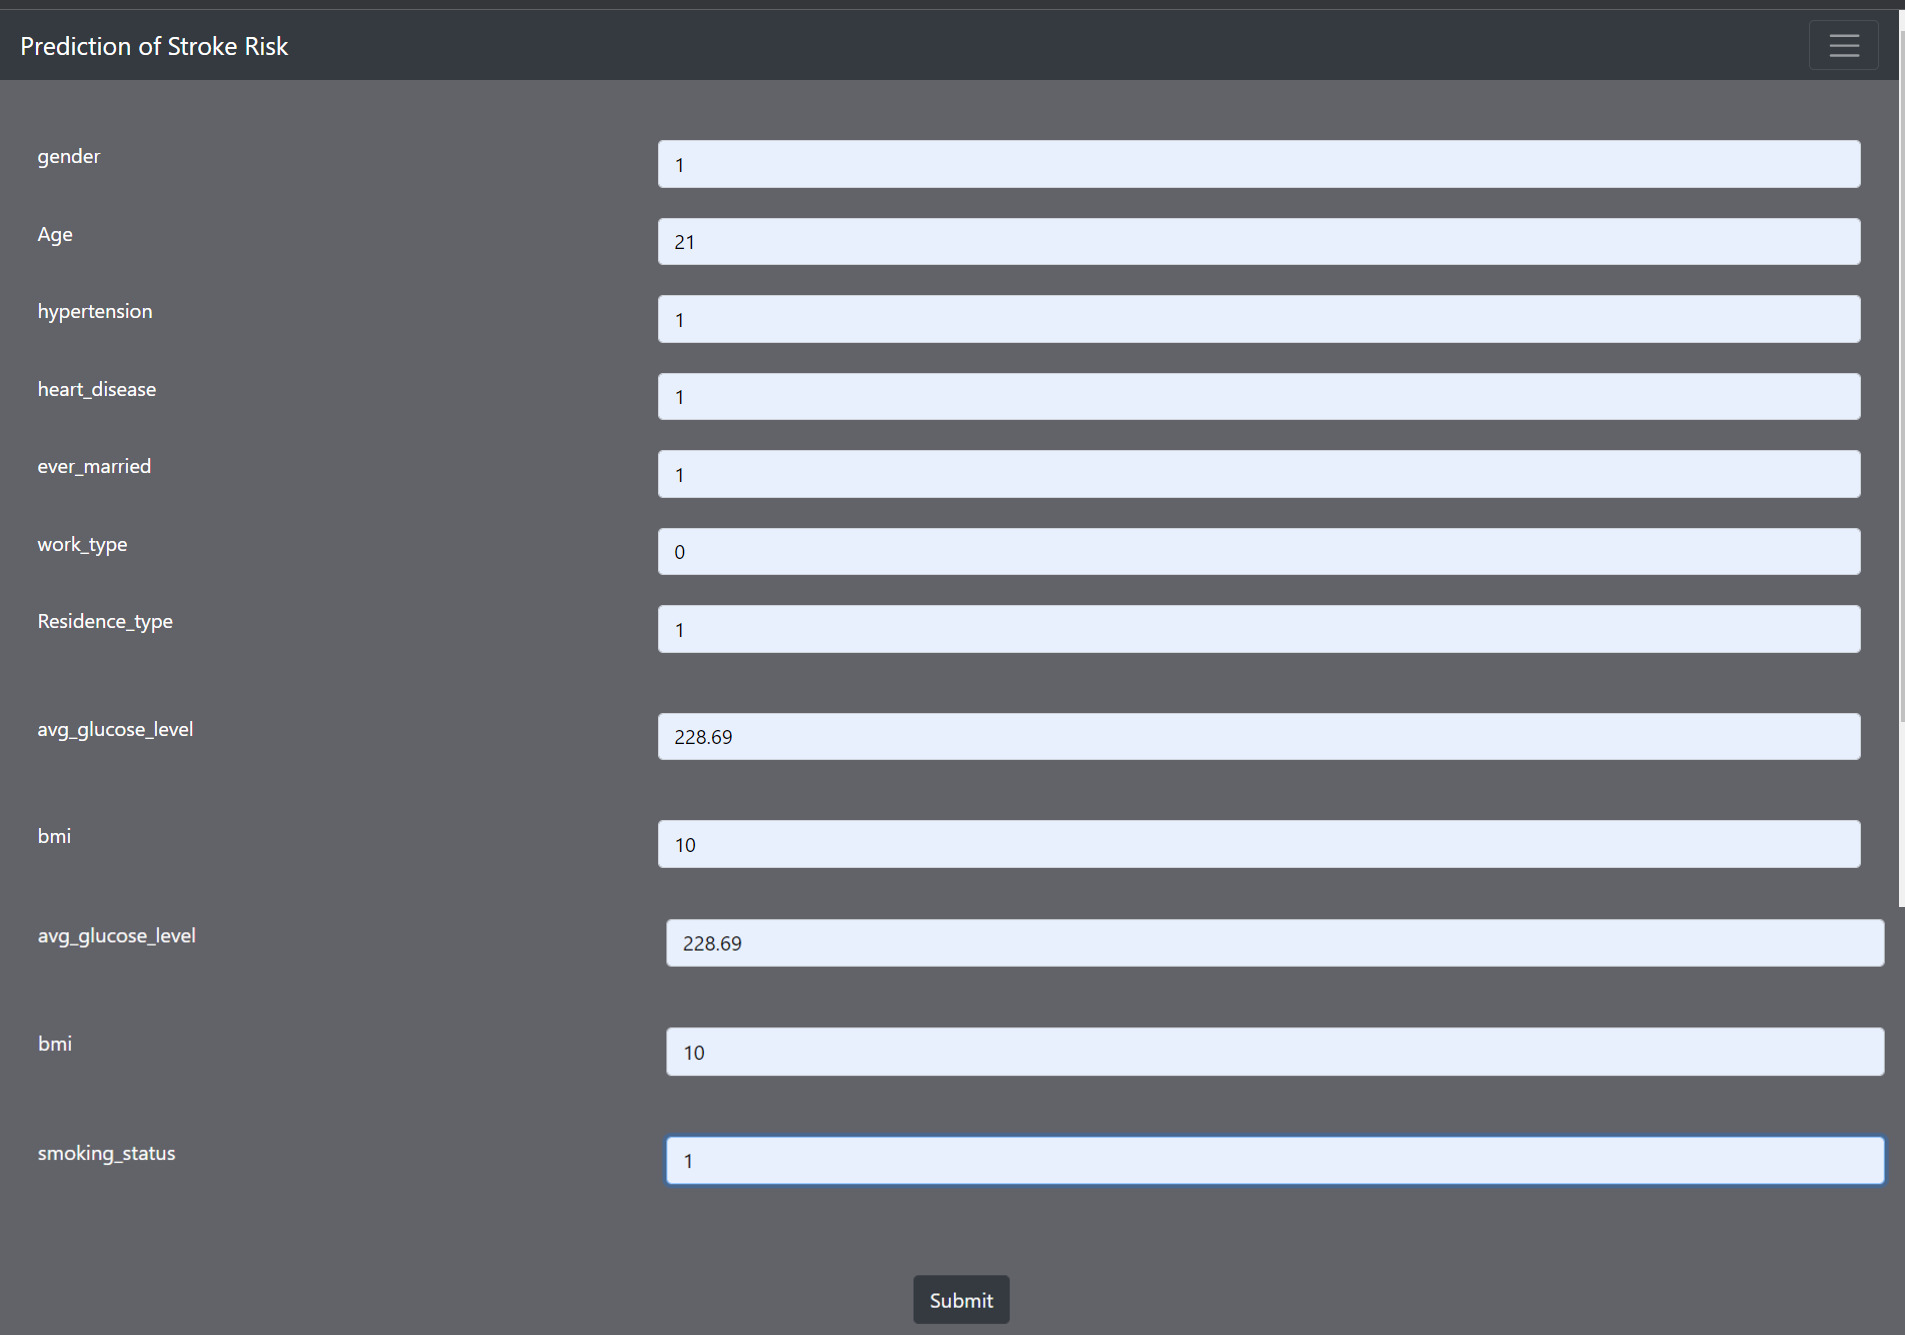 Prediction of Stroke Risk
gender 1
Age 21
hypertension 1
heart_disease 1
ever_married 1
work_type 0
Residence_type 1
avg_glucose_level 228.69
bmi 10
avg_glucose_level 228.69
bmi 10
smoking_status 1
Submit